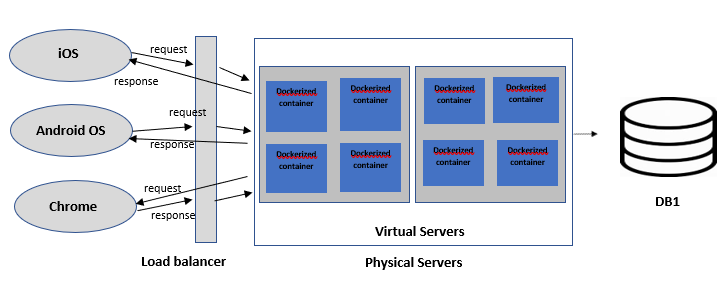 iOS
request
response
Android OS
request
response
Chrome
request
response
Load balancer
Dockerized
container
Dockerized
container
Dockerized
container
Dockerized
container
Dockerized
container
Dockerized
container
Dockerized
container
Dockerized
container
Virtual Servers
Physical Servers
DB1